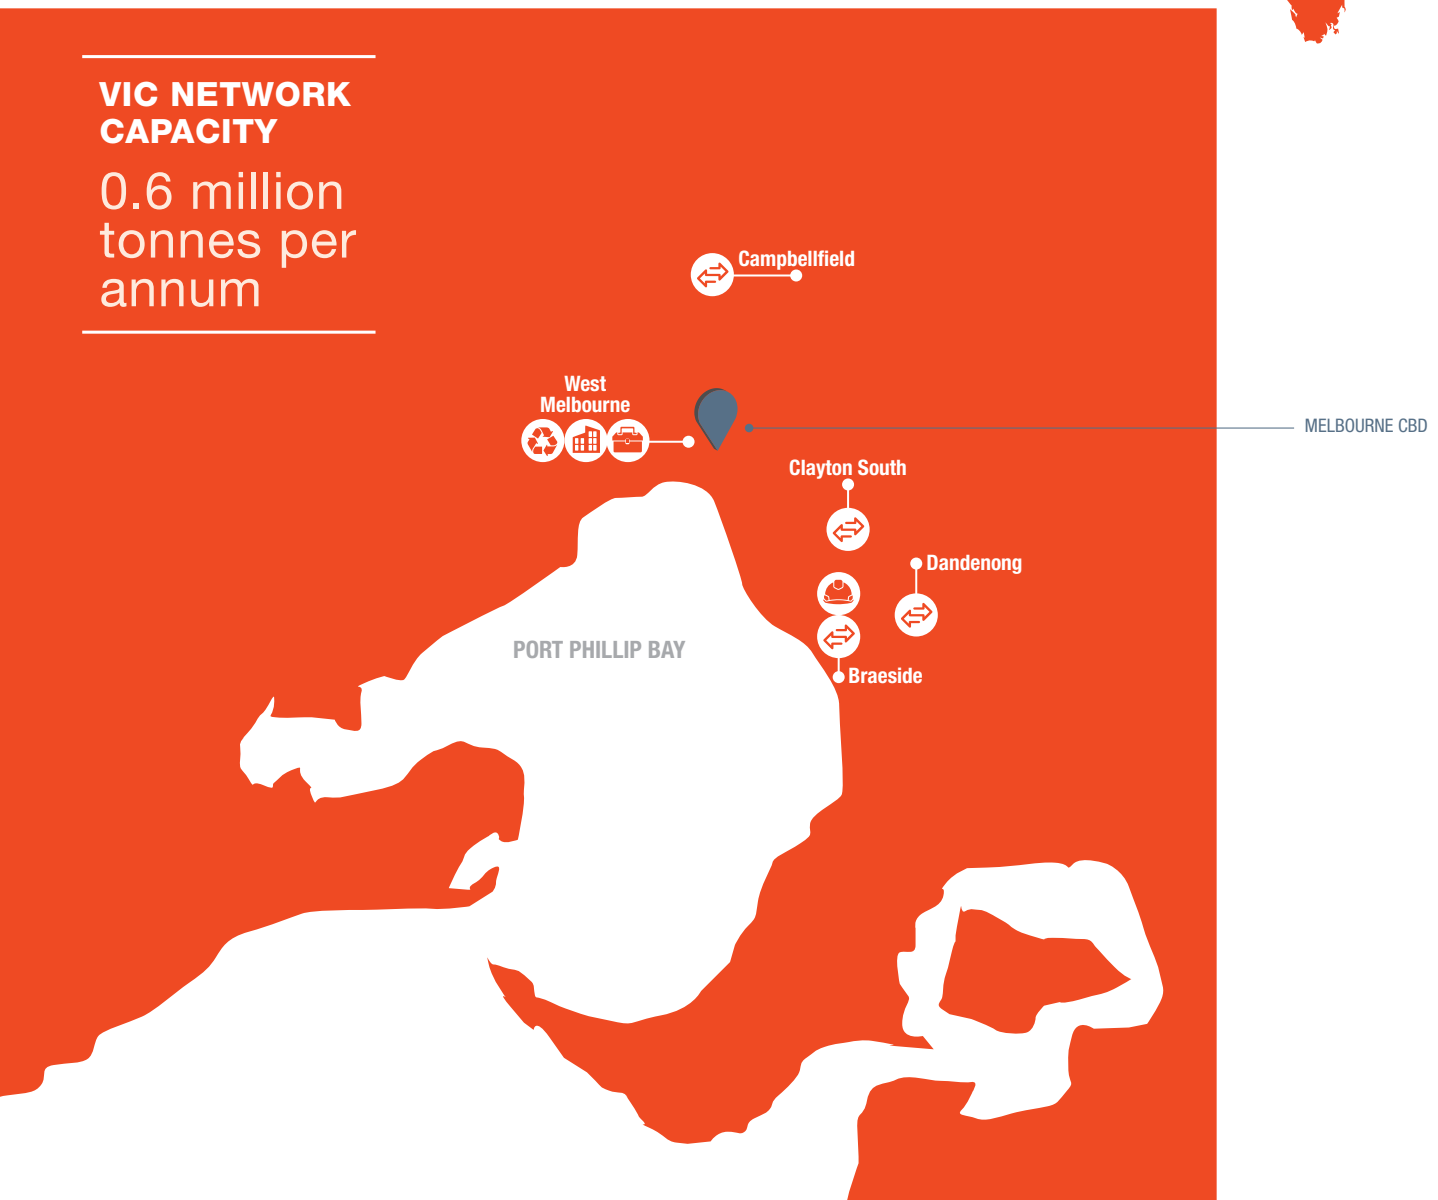 VIC NETWORK
CAPACITY
0.6 million
tonnes per
annum
Campbellfield
West
Melbourne
MELBOURNE CBD
Clayton South
Dandenong
PORT PHILLIP BAY
Braeside